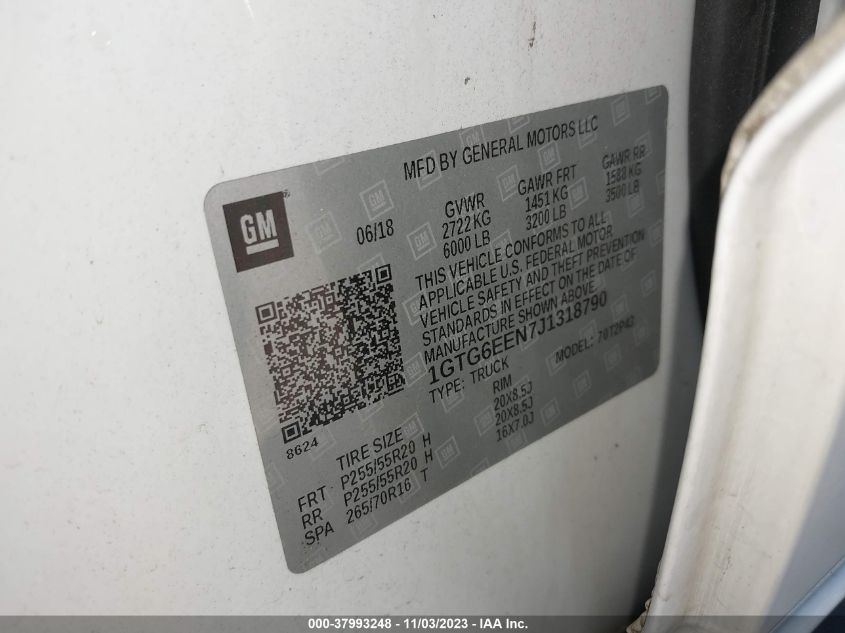 MFD BY GENERAL MOTORS LLC
GM
®
06/18
GVWR GAWR FRT GAWR RR
2722 KG 1451 KG 1588 KG
6000 LB 3200 LB 3500 LB
THIS VEHICLE CONFORMS TO ALL
APPLICABLE U.S. FEDERAL MOTOR
VEHICLE SAFETY AND THEFT PREVENTION
STANDARDS IN EFFECT ON THE DATE OF
MANUFACTURE SHOWN ABOVE
1GTG6EEN7J1318790
TYPE: TRUCK MODEL: 70T2P43
8624
TIRE SIZE RIM
FRT P255/55R20 H 20X8.5J
RR P255/55R20 H 20X8.5J
SPA 265/70R16 T 16X7.0J
000-37993248 - 11/03/2023 - IAA Inc.